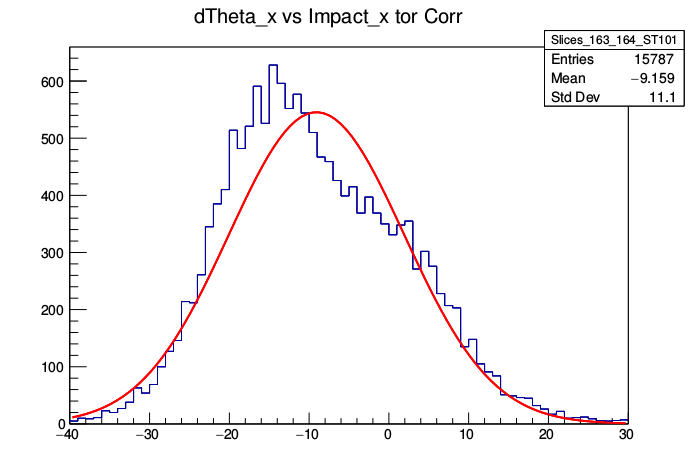 dTheta_x vs Impact_x tor Corr
Slices_163_164_ST101
Entries 15787
Mean −9.159
Std Dev 11.1
600
500
400
300
200
100
0
−40 −30 −20 −10 0 10 20 30